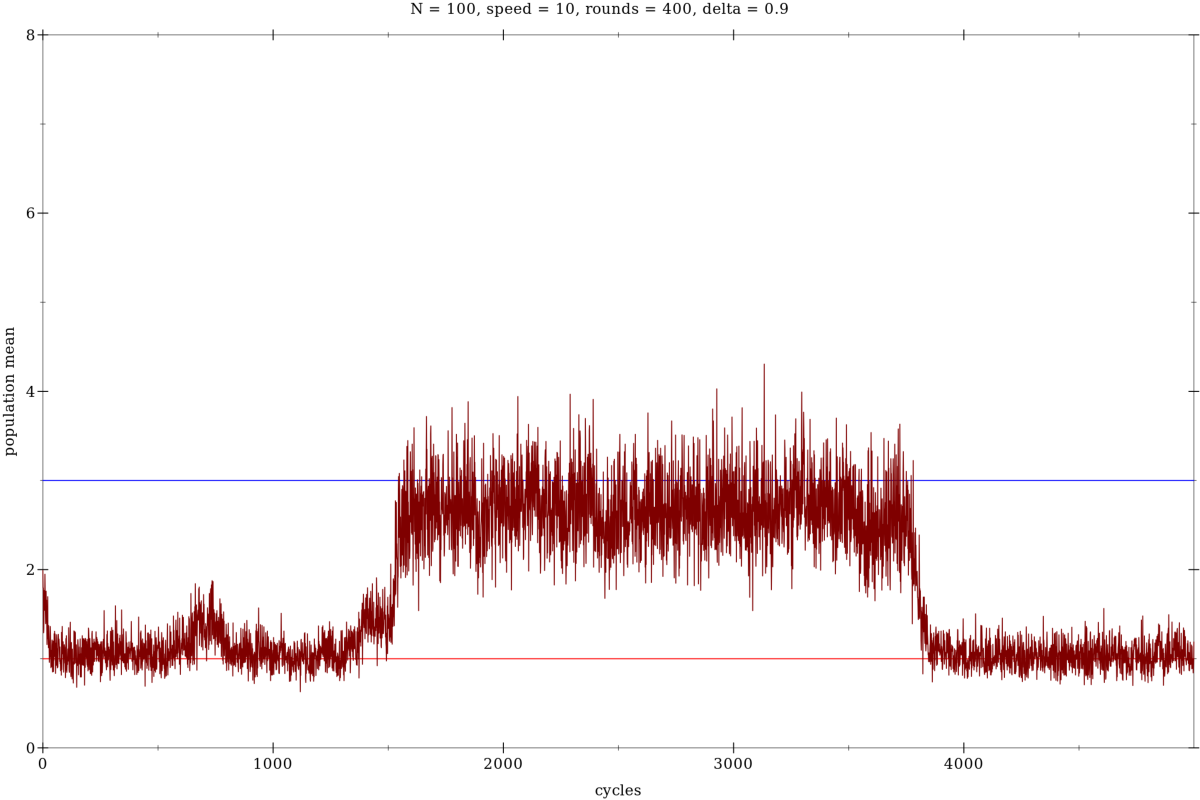 N = 100, speed = 10, rounds = 400, delta = 0.9
8
6
4
2
0
population mean
0 1000 2000 3000 4000
cycles